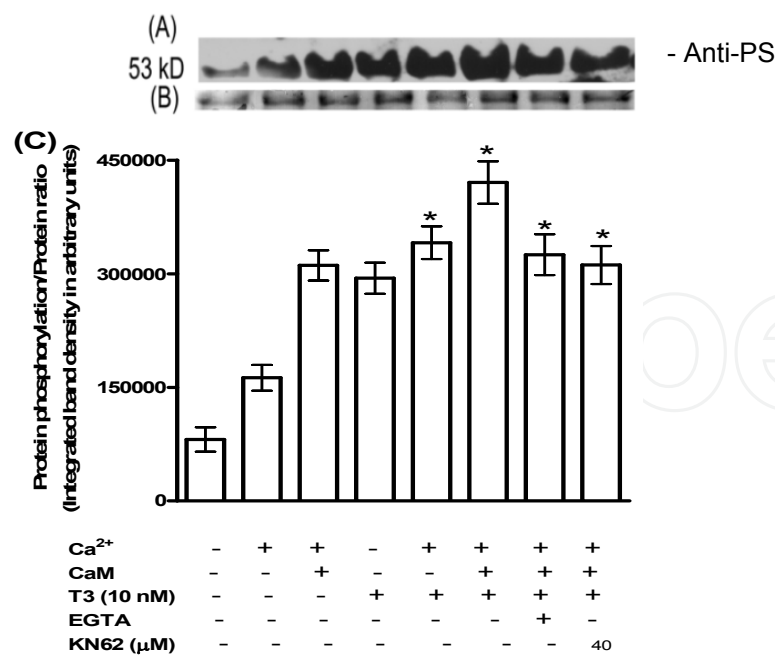 (A)
- Anti-PS
53 kD
(B)
(C)
Protein phosphorylation/Protein ratio
(Integrated band density in arbitrary units)
450000
300000
150000
0
* * * *
Ca2+ - + + - + + + +
CaM - - + - - + + +
T3 (10 nM) - - - + + + + +
EGTA - - - - - - + -
KN62 (μM) - - - - - - - 40